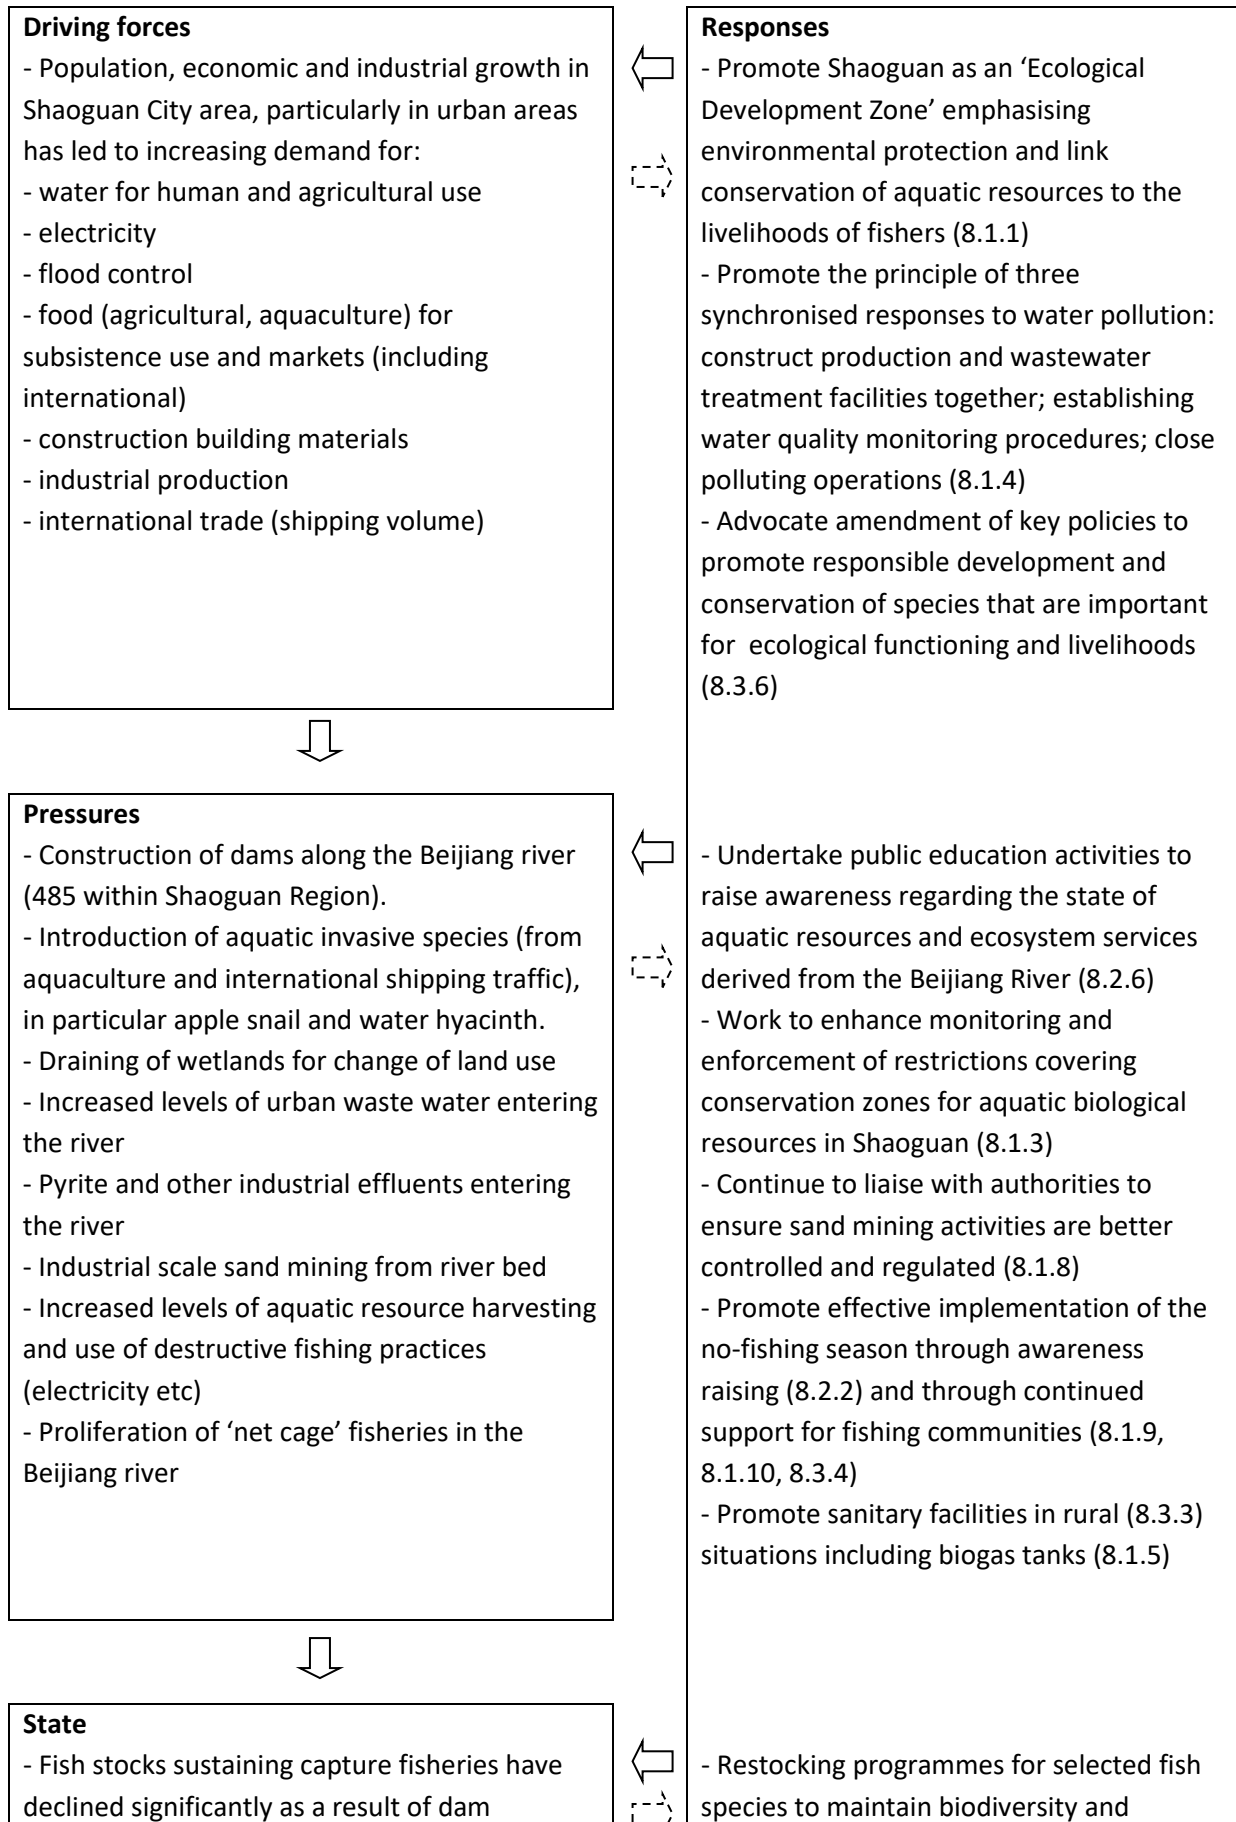 Driving forces
- Population, economic and industrial growth in
Shaoguan City area, particularly in urban areas
has led to increasing demand for:
- water for human and agricultural use
- electricity
- flood control
- food (agricultural, aquaculture) for
subsistence use and markets (including
international)
- construction building materials
- industrial production
- international trade (shipping volume)
Pressures
- Construction of dams along the Beijiang river
(485 within Shaoguan Region).
- Introduction of aquatic invasive species (from
aquaculture and international shipping traffic),
in particular apple snail and water hyacinth.
- Draining of wetlands for change of land use
- Increased levels of urban waste water entering
the river
- Pyrite and other industrial effluents entering
the river
- Industrial scale sand mining from river bed
- Increased levels of aquatic resource harvesting
and use of destructive fishing practices
(electricity etc)
- Proliferation of ‘net cage’ fisheries in the
Beijiang river
State
- Fish stocks sustaining capture fisheries have
declined significantly as a result of dam
Responses
- Promote Shaoguan as an ‘Ecological
Development Zone’ emphasising
environmental protection and link
conservation of aquatic resources to the
livelihoods of fishers (8.1.1)
- Promote the principle of three
synchronised responses to water pollution:
construct production and wastewater
treatment facilities together; establishing
water quality monitoring procedures; close
polluting operations (8.1.4)
- Advocate amendment of key policies to
promote responsible development and
conservation of species that are important
for  ecological functioning and livelihoods
(8.3.6)
- Undertake public education activities to
raise awareness regarding the state of
aquatic resources and ecosystem services
derived from the Beijiang River (8.2.6)
- Work to enhance monitoring and
enforcement of restrictions covering
conservation zones for aquatic biological
resources in Shaoguan (8.1.3)
- Continue to liaise with authorities to
ensure sand mining activities are better
controlled and regulated (8.1.8)
- Promote effective implementation of the
no-fishing season through awareness
raising (8.2.2) and through continued
support for fishing communities (8.1.9,
8.1.10, 8.3.4)
- Promote sanitary facilities in rural (8.3.3)
situations including biogas tanks (8.1.5)
- Restocking programmes for selected fish
species to maintain biodiversity and